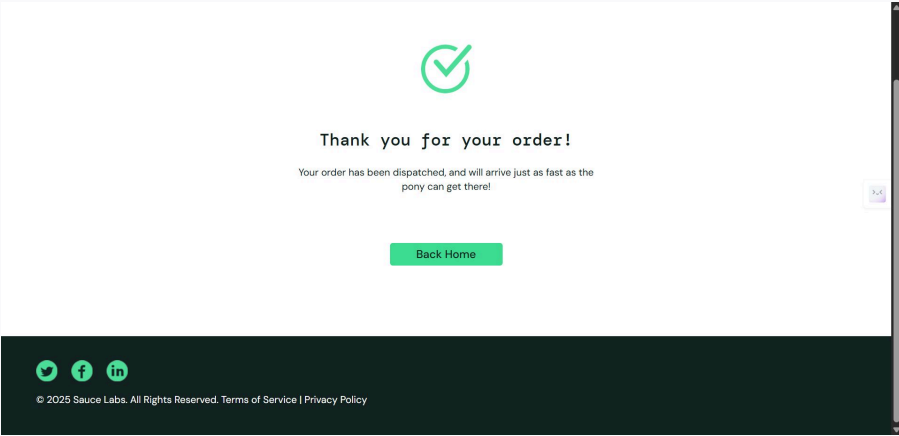 Thank you for your order!
Your order has been dispatched, and will arrive just as fast as the
pony can get there!
Back Home
in
© 2025 Sauce Labs. All Rights Reserved. Terms of Service | Privacy Policy